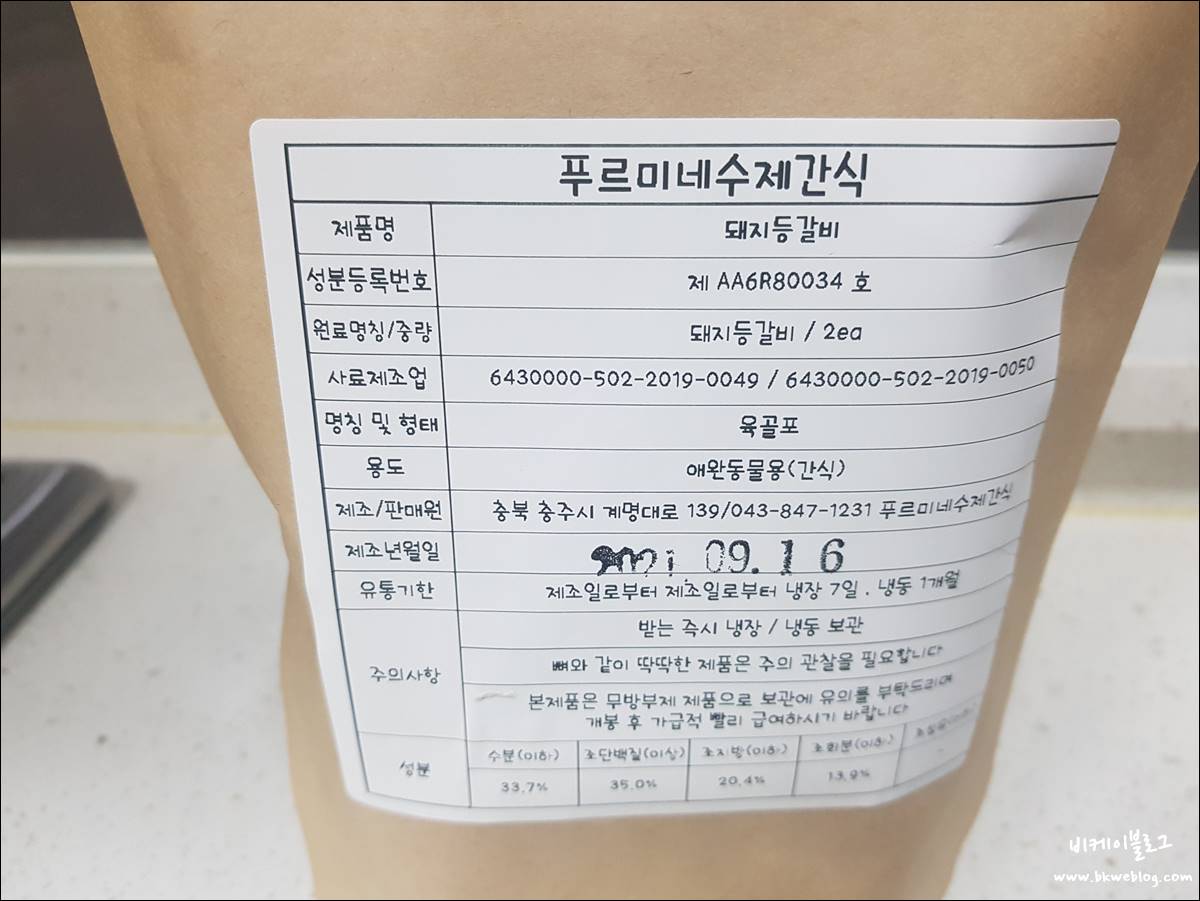 푸르미네수제간식
제품명 돼지등갈비
성분등록번호 제 AA6R80034 호
원료명칭/중량 돼지등갈비 / 2ea
사료제조업 6430000-502-2019-0049 / 6430000-502-2019-0050
명칭 및 형태 육골포
용도 애완동물용(간식)
제조/판매원 충북 충주시 계명대로 139/043-847-1231 푸르미네수제간식
제조년월일 09. 1 6
유통기한 제조일로부터 제조일로부터 냉장 7일 . 냉동 1개월
주의사항 받는 즉시 냉장 / 냉동 보관
뼈와 같이 딱딱한 제품은 주의 관찰을 필요합니다
본제품은 무방부제 제품으로 보관에 유의를 부탁드리며
개봉 후 가급적 빨리 급여하시기 바랍니다
성분 수분(이하) 조단백질(이상) 조지방(이하) 조회분(이하)
33.7% 35.0% 20.4% 13.9%
비케이블로그
www.bkweblog.com